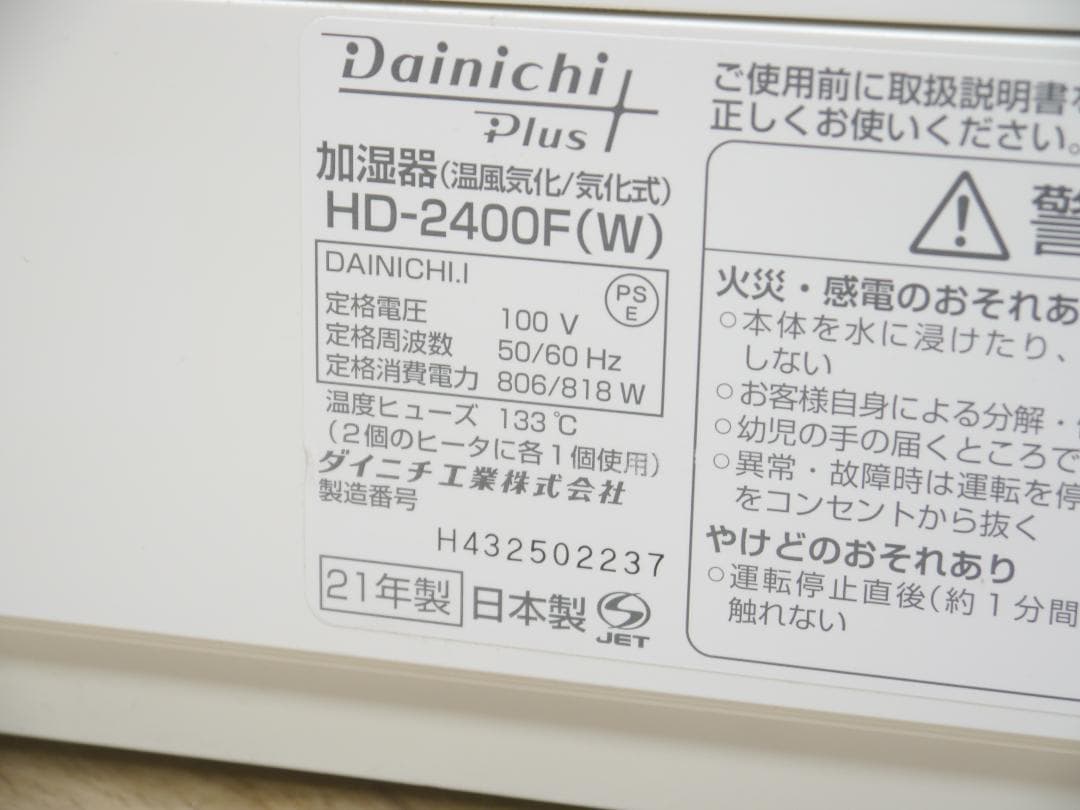 Dainichi
Plus
加湿器(温風気化/気化式)
HD-2400F(W)
DAINICHI.I
PS
E
定格電圧 100 V
定格周波数 50/60 Hz
定格消費電力 806/818 W
温度ヒューズ 133℃
(2個のヒータに各1個使用)
ダイニチ工業株式会社
製造番号
H432502237
21年製 日本製
JET
ご使用前に取扱説明書を
正しくお使いください。
火災・感電のおそれあ
○本体を水に浸けたり、
しない
○お客様自身による分解・
○幼児の手の届くところで
○異常・故障時は運転を停
をコンセントから抜く
やけどのおそれあり
○運転停止直後(約1分間
触れない